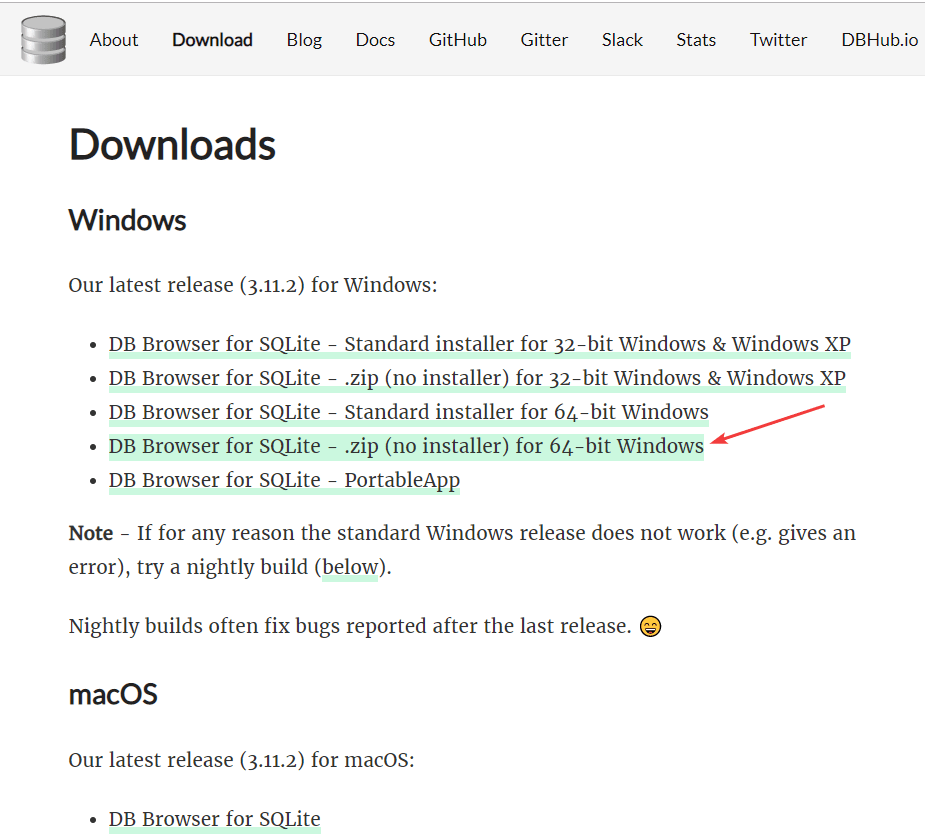 About Download Blog Docs GitHub Gitter Slack Stats Twitter DBHub.io
Downloads
Windows
Our latest release (3.11.2) for Windows:
• DB Browser for SQLite - Standard installer for 32-bit Windows & Windows XP
• DB Browser for SQLite - .zip (no installer) for 32-bit Windows & Windows XP
• DB Browser for SQLite - Standard installer for 64-bit Windows
• DB Browser for SQLite - .zip (no installer) for 64-bit Windows
• DB Browser for SQLite - PortableApp
Note - If for any reason the standard Windows release does not work (e.g. gives an
error), try a nightly build (below).
Nightly builds often fix bugs reported after the last release. 😄
macOS
Our latest release (3.11.2) for macOS:
• DB Browser for SQLite